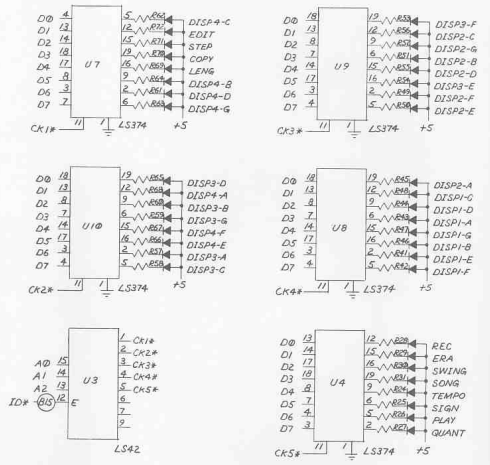 D0 4 5 R62 DISP4-C
D1 13 12 R72 EDIT
D2 14 15 R71 STEP
D3 18 19 R70 COPY
D4 17 16 R69 LENG
D5 8 9 R64 DISP4-B
D6 3 2 R61 DISP4-D
D7 7 6 R63 DISP4-G
U7
CK1* 11 1 LS374 +5
D0 18 19 R53 DISP3-F
D1 13 12 R56 DISP2-C
D2 8 9 R52 DISP2-G
D3 7 6 R51 DISP2-B
D4 14 15 R55 DISP2-D
D5 17 16 R54 DISP3-E
D6 3 2 R49 DISP2-F
D7 4 5 R50 DISP2-E
U9
CK3* 11 1 LS374 +5
D0 18 19 R65 DISP3-D
D1 13 12 R68 DISP4-A
D2 8 9 R60 DISP3-B
D3 7 6 R59 DISP3-G
D4 14 15 R67 DISP4-F
D5 17 16 R66 DISP4-E
D6 3 2 R57 DISP3-A
D7 4 5 R58 DISP3-C
U10
CK2* 11 1 LS374 +5
D0 18 19 R45 DISP2-A
D1 13 12 R48 DISP1-C
D2 8 9 R44 DISP1-D
D3 7 6 R43 DISP1-A
D4 14 15 R47 DISP1-G
D5 17 16 R46 DISP1-B
D6 3 2 R41 DISP1-E
D7 4 5 R42 DISP1-F
U8
CK4* 11 1 LS374 +5
A0 15
A1 14
A2 13
ID* B15 12 E
U3
1 CK1*
2 CK2*
3 CK3*
4 CK4*
5 CK5*
6
7
9
LS42
D0 13 12 R28 REC
D1 14 15 R29 ERA
D2 17 16 R30 SWING
D3 18 19 R31 SONG
D4 8 9 R24 TEMPO
D5 7 6 R25 SIGN
D6 4 5 R26 PLAY
D7 3 2 R27 QUANT
U4
CK5* 11 1 LS374 +5